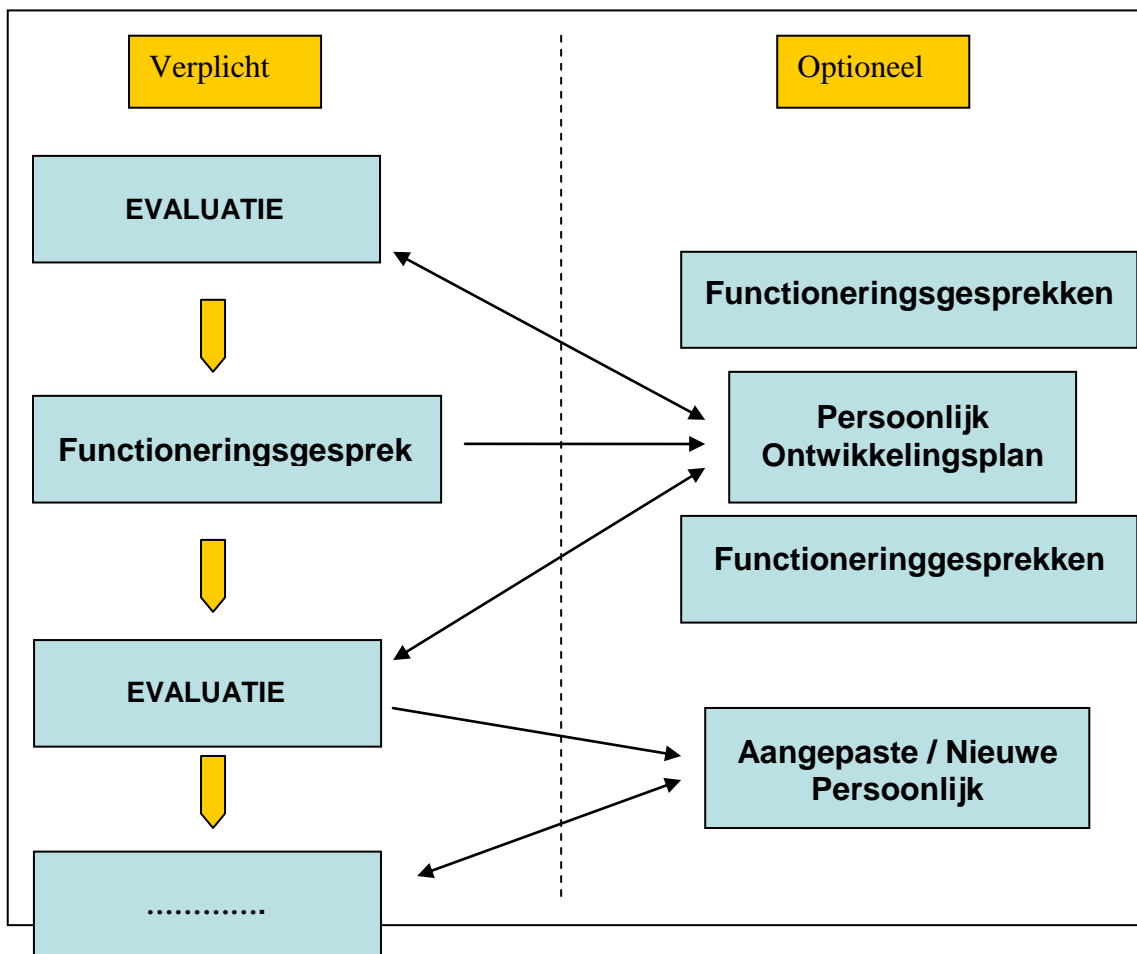 Verplicht
Optioneel
EVALUATIE
Functioneringsgesprekken
Functioneringsgesprek
Persoonlijk
Ontwikkelingsplan
Functioneringgesprekken
EVALUATIE
Aangepaste / Nieuwe
Persoonlijk
.............